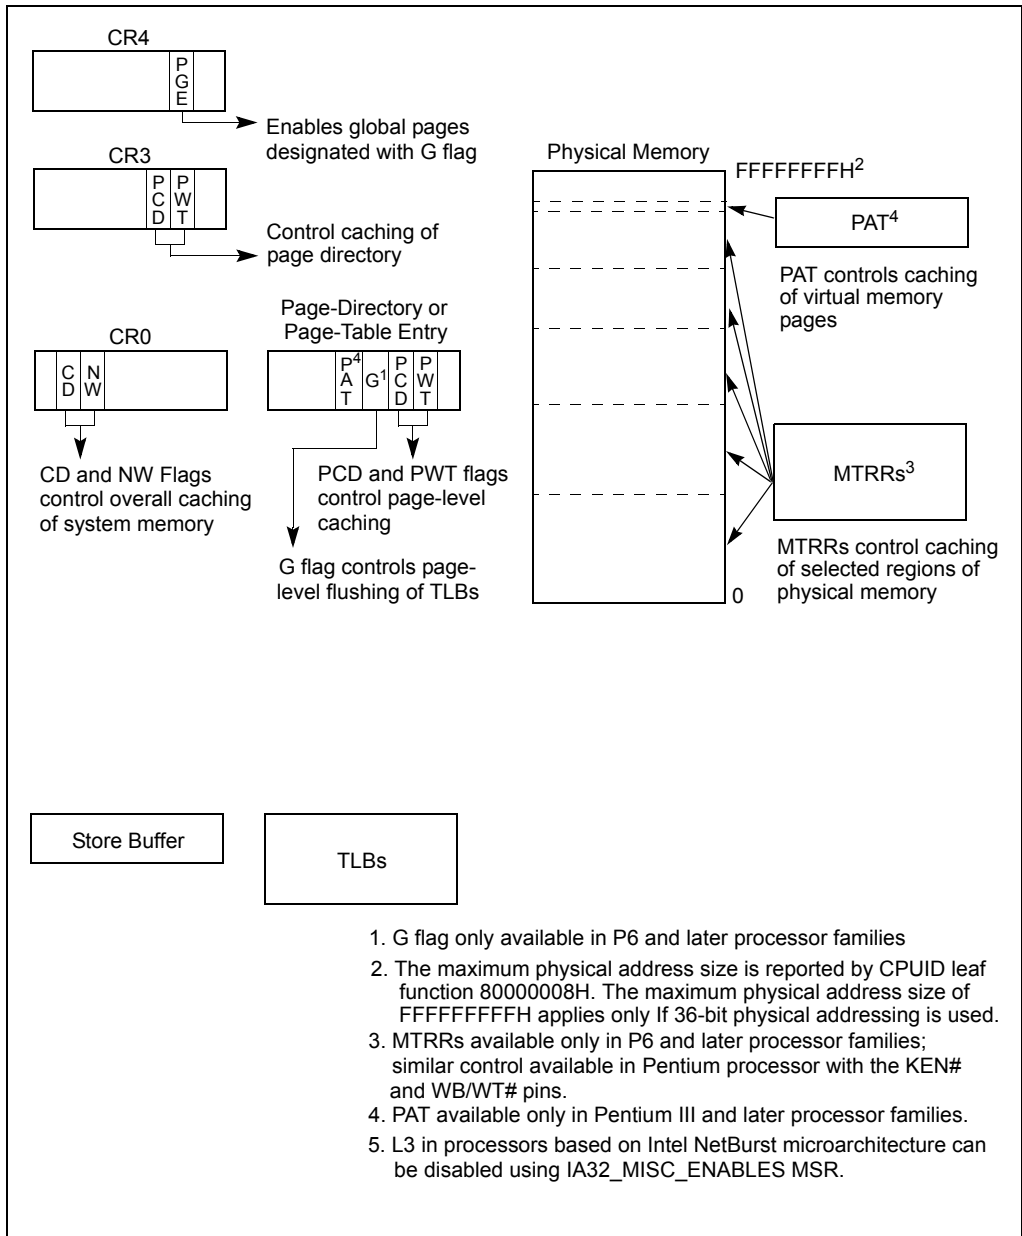 CR4
PGE
Enables global pages
designated with G flag
CR3
PCD PWT
Control caching of
page directory
CR0
CD NW
CD and NW Flags
control overall caching
of system memory
Page-Directory or
Page-Table Entry
PAT⁴ G¹ PCD PWT
PCD and PWT flags
control page-level
caching
G flag controls page-
level flushing of TLBs
Physical Memory
FFFFFFFFH²
0
PAT⁴
PAT controls caching
of virtual memory
pages
MTRRs³
MTRRs control caching
of selected regions of
physical memory
Store Buffer
TLBs
1. G flag only available in P6 and later processor families
2. The maximum physical address size is reported by CPUID leaf
function 80000008H. The maximum physical address size of
FFFFFFFFFH applies only If 36-bit physical addressing is used.
3. MTRRs available only in P6 and later processor families;
similar control available in Pentium processor with the KEN#
and WB/WT# pins.
4. PAT available only in Pentium III and later processor families.
5. L3 in processors based on Intel NetBurst microarchitecture can
be disabled using IA32_MISC_ENABLES MSR.